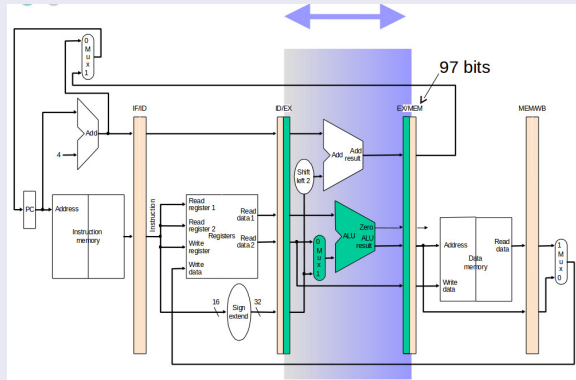 97 bits
0
M
u
x
1
IF/ID
ID/EX
EX/MEM
MEM/WB
Add
4
Add
Add
result
Shift
left 2
PC
Address
Instruction
memory
Instruction
Read
register 1
Read
register 2
Write
register
Write
data
Registers
Read
data 1
Read
data 2
0
M
u
x
1
Zero
ALU
ALU
result
Address
Data
memory
Write
data
Read
data
1
M
u
x
0
16
Sign
extend
32